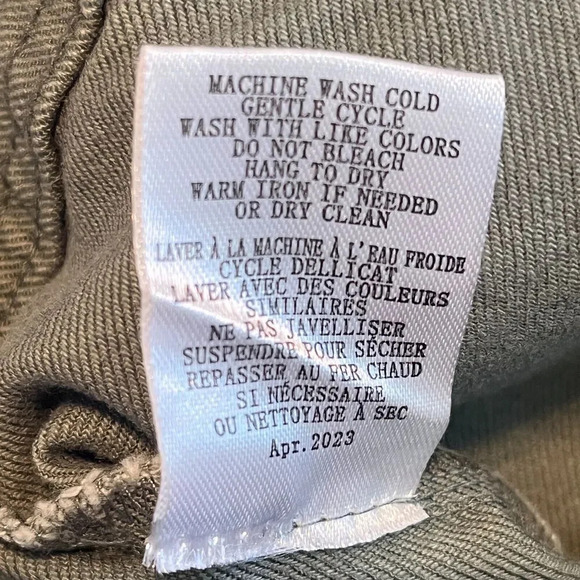 MACHINE WASH COLD
GENTLE CYCLE
WASH WITH LIKE COLORS
DO NOT BLEACH
HANG TO DRY
WARM IRON IF NEEDED
OR DRY CLEAN
LAVER À LA MACHINE À L'EAU FROIDE
CYCLE DELLICAT
LAVER AVEC DES COULEURS
SIMILAIRES
NE PAS JAVELLISER
SUSPENDRE POUR SÉCHER
REPASSER AU FER CHAUD
SI NÉCESSAIRE
OU NETTOYAGE À SEC
Apr.2023